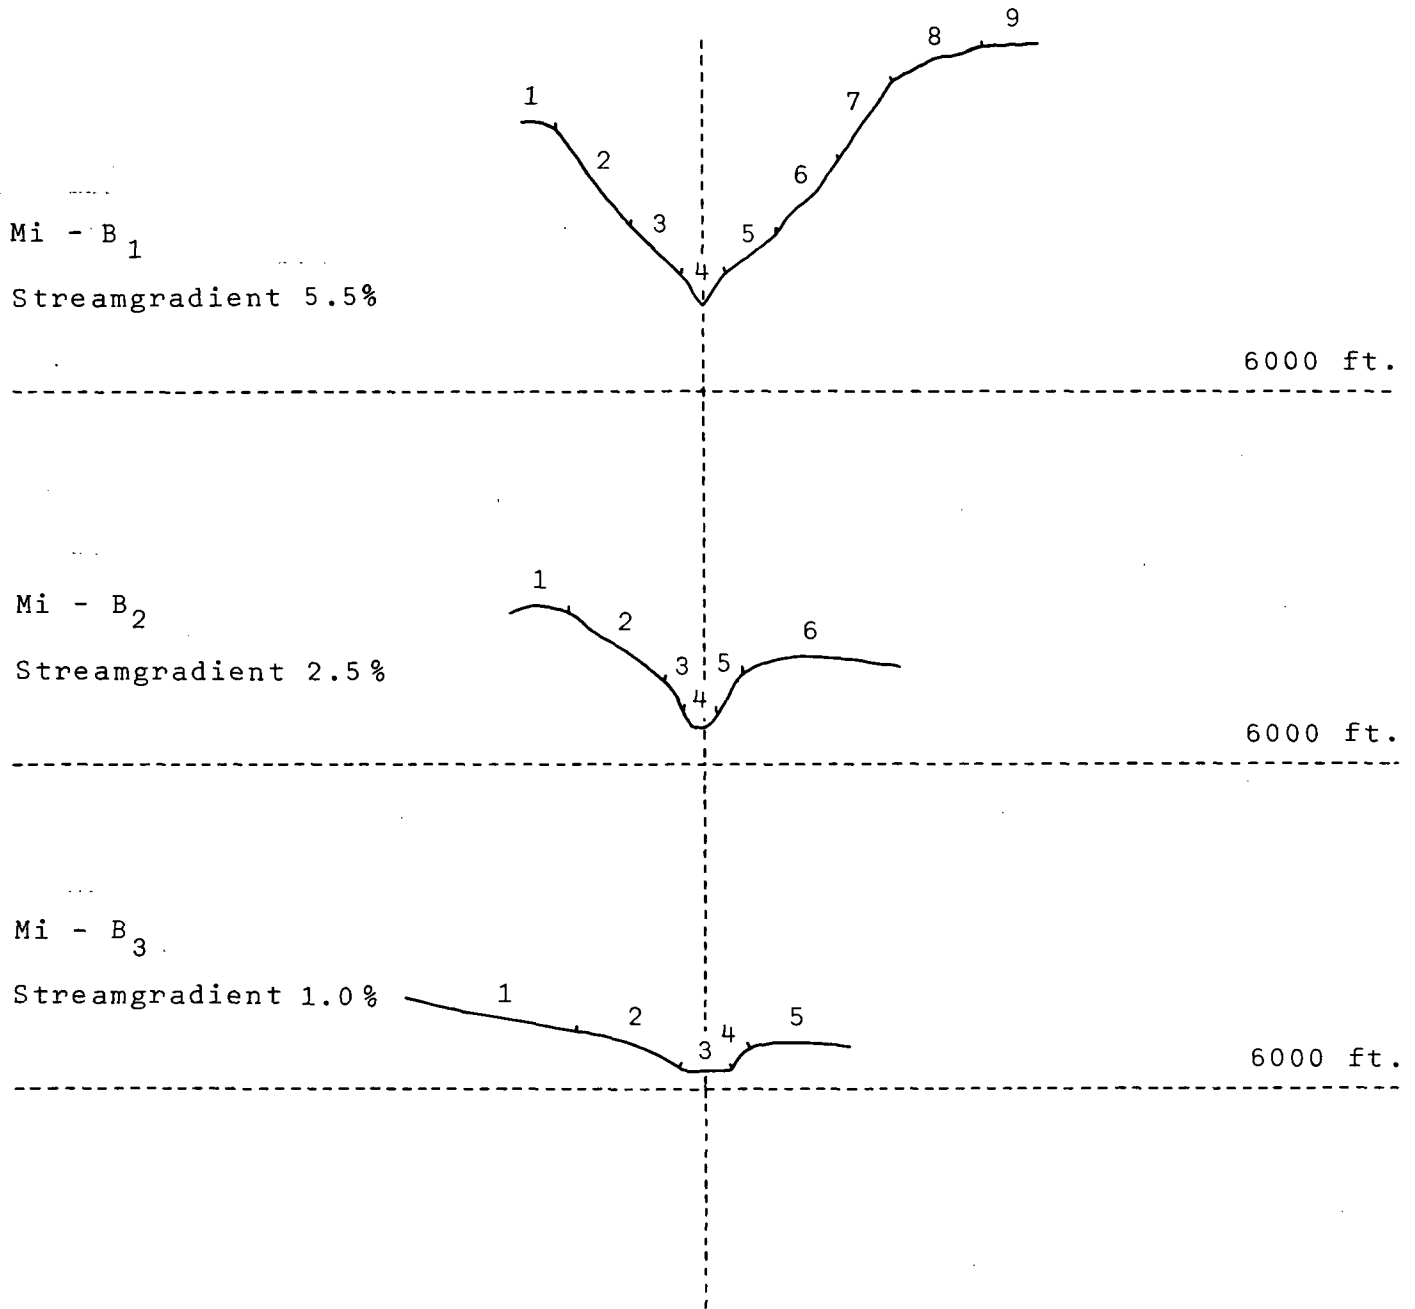 9
8
1
7
2
6
3
5
Mi - B₁
4
Streamgradient 5.5%
6000 ft.
1
Mi - B₂
2
6
3
5
Streamgradient 2.5%
4
6000 ft.
Mi - B₃
Streamgradient 1.0%
1
2
5
4
3
6000 ft.